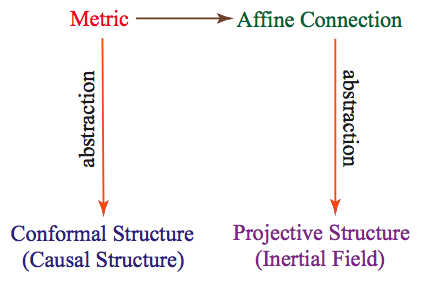 Metric
Affine Connection
abstraction
abstraction
Conformal Structure
(Causal Structure)
Projective Structure
(Inertial Field)